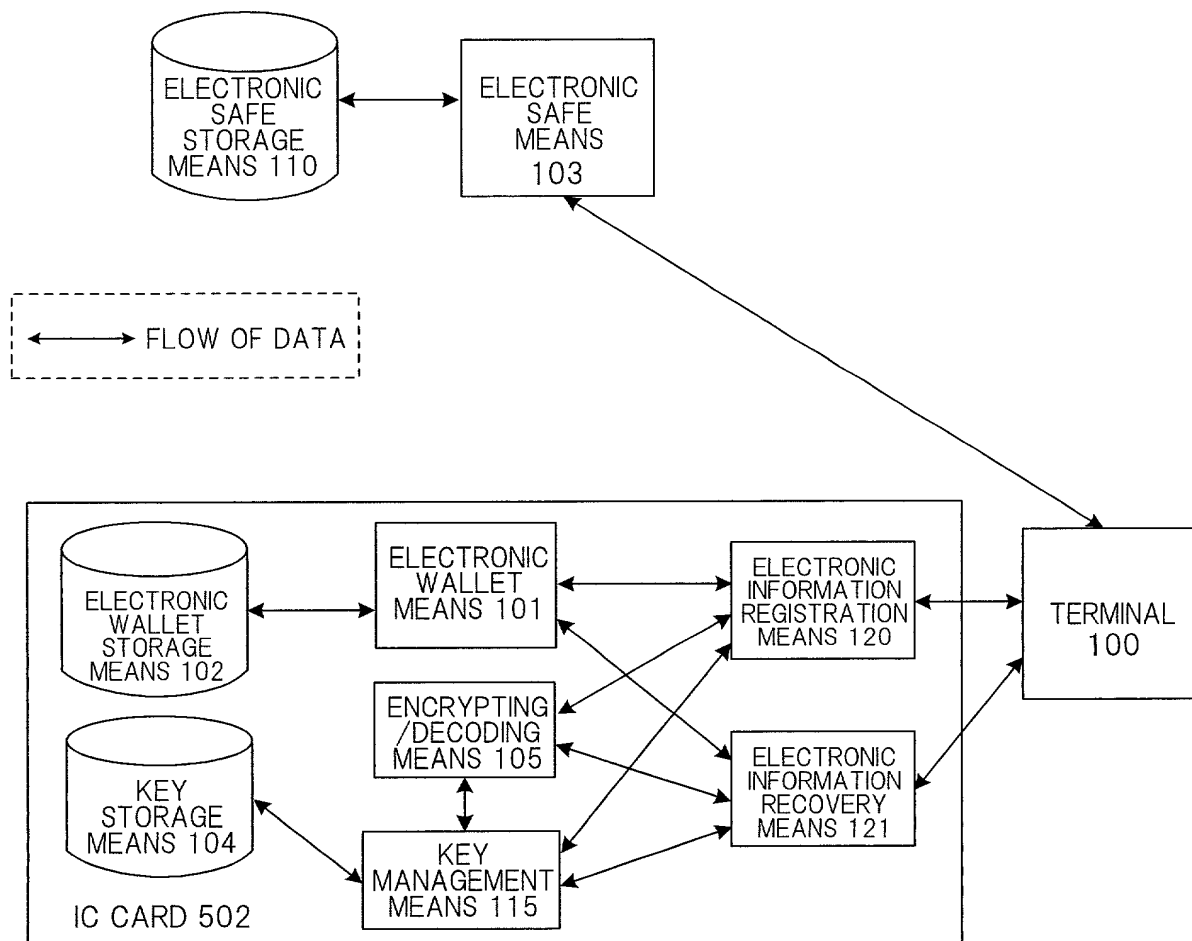 ELECTRONIC
SAFE
STORAGE
MEANS 110
ELECTRONIC
SAFE
MEANS
103
FLOW OF DATA
ELECTRONIC
WALLET
STORAGE
MEANS 102
ELECTRONIC
WALLET
MEANS 101
ELECTRONIC
INFORMATION
REGISTRATION
MEANS 120
TERMINAL
100
ENCRYPTING
/DECODING
MEANS 105
KEY
STORAGE
MEANS 104
ELECTRONIC
INFORMATION
RECOVERY
MEANS 121
KEY
MANAGEMENT
MEANS 115
IC CARD 502